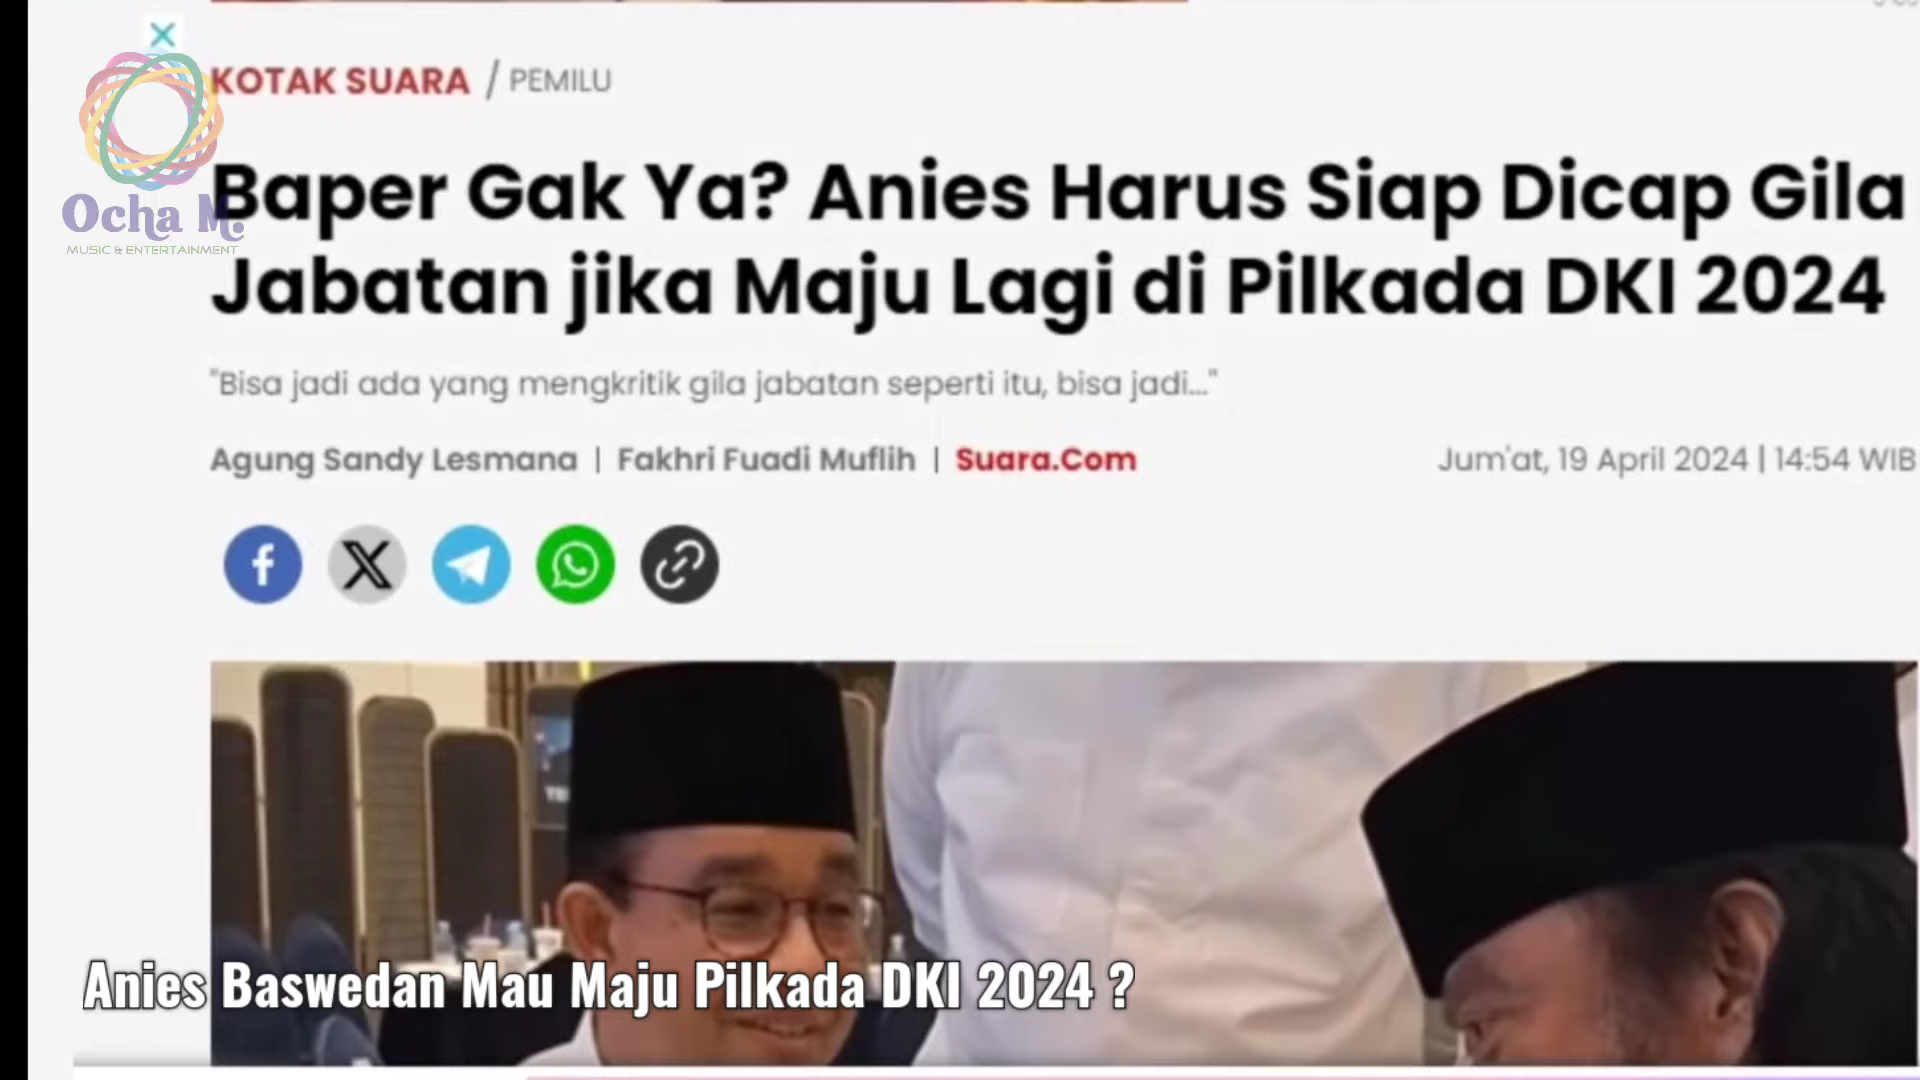 KOTAK SUARA / PEMILU
Baper Gak Ya? Anies Harus Siap Dicap Gila
Jabatan jika Maju Lagi di Pilkada DKI 2024
Ocha M.
MUSIC & ENTERTAINMENT
"Bisa jadi ada yang mengkritik gila jabatan seperti itu, bisa jadi..."
Agung Sandy Lesmana | Fakhri Fuadi Muflih | Suara.Com
Jum'at, 19 April 2024 | 14:54 WIB
Anies Baswedan Mau Maju Pilkada DKI 2024 ?